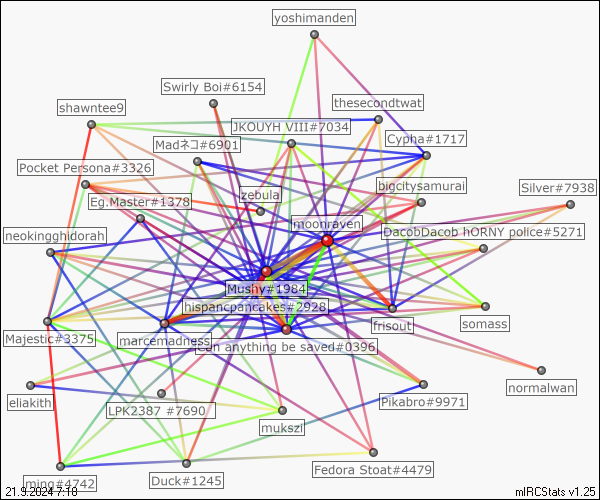 yoshimanden
Swirly Boi#6154
thesecondtwat
shawntee9
JKOUYH VIII#7034
Madネコ#6901
Cypha#1717
Pocket Persona#3326
bigcitysamurai
Silver#7938
Eg.Master#1378
zebula
moonraven
DacobDacob hORNY police#5271
neokingghidorah
Mushy#1984
hispancpancakes#2928
somass
frisout
Majestic#3375
marcemadness
can anything be saved#0396
normalwan
eliakith
Pikabro#9971
LPK2387 #7690
mukszi
Fedora Stoat#4479
ming#4742
Duck#1245
21.9.2024 7:18
mIRCStats v1.25